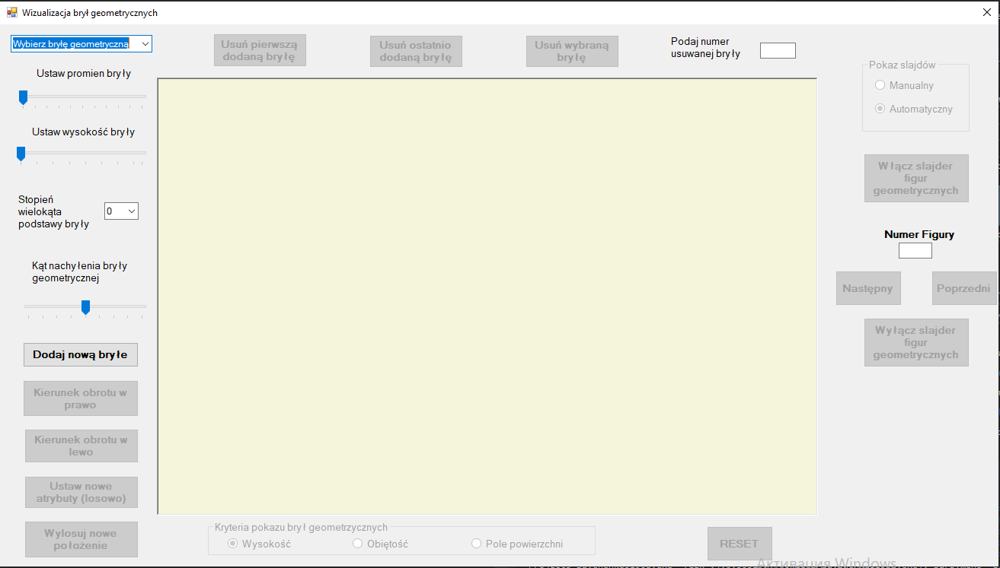 Wizualizacja brył geometrycznych
Wybierz bryłę geometryczną
Usuń pierwszą
dodaną bryłę
Usuń ostatnio
dodaną bryłę
Usuń wybraną
bryłę
Podaj numer
usuwanej bryły
Ustaw promien bryły
Ustaw wysokość bryły
Stopień
wielokąta
podstawy bryły
0
Kąt nachylenia bryły
geometrycznej
Dodaj nową bryłe
Kierunek obrotu w
prawo
Kierunek obrotu w
lewo
Ustaw nowe
atrybuty (losowo)
Wylosuj nowe
położenie
Pokaz slajdów
Manualny
Automatyczny
Włącz slajder
figur
geometrycznych
Numer Figury
Następny
Poprzedni
Wyłącz slajder
figur
geometrycznych
Kryteria pokazu brył geometrzycznych
Wysokość
Objętość
Pole powierzchni
RESET
Активация Windows